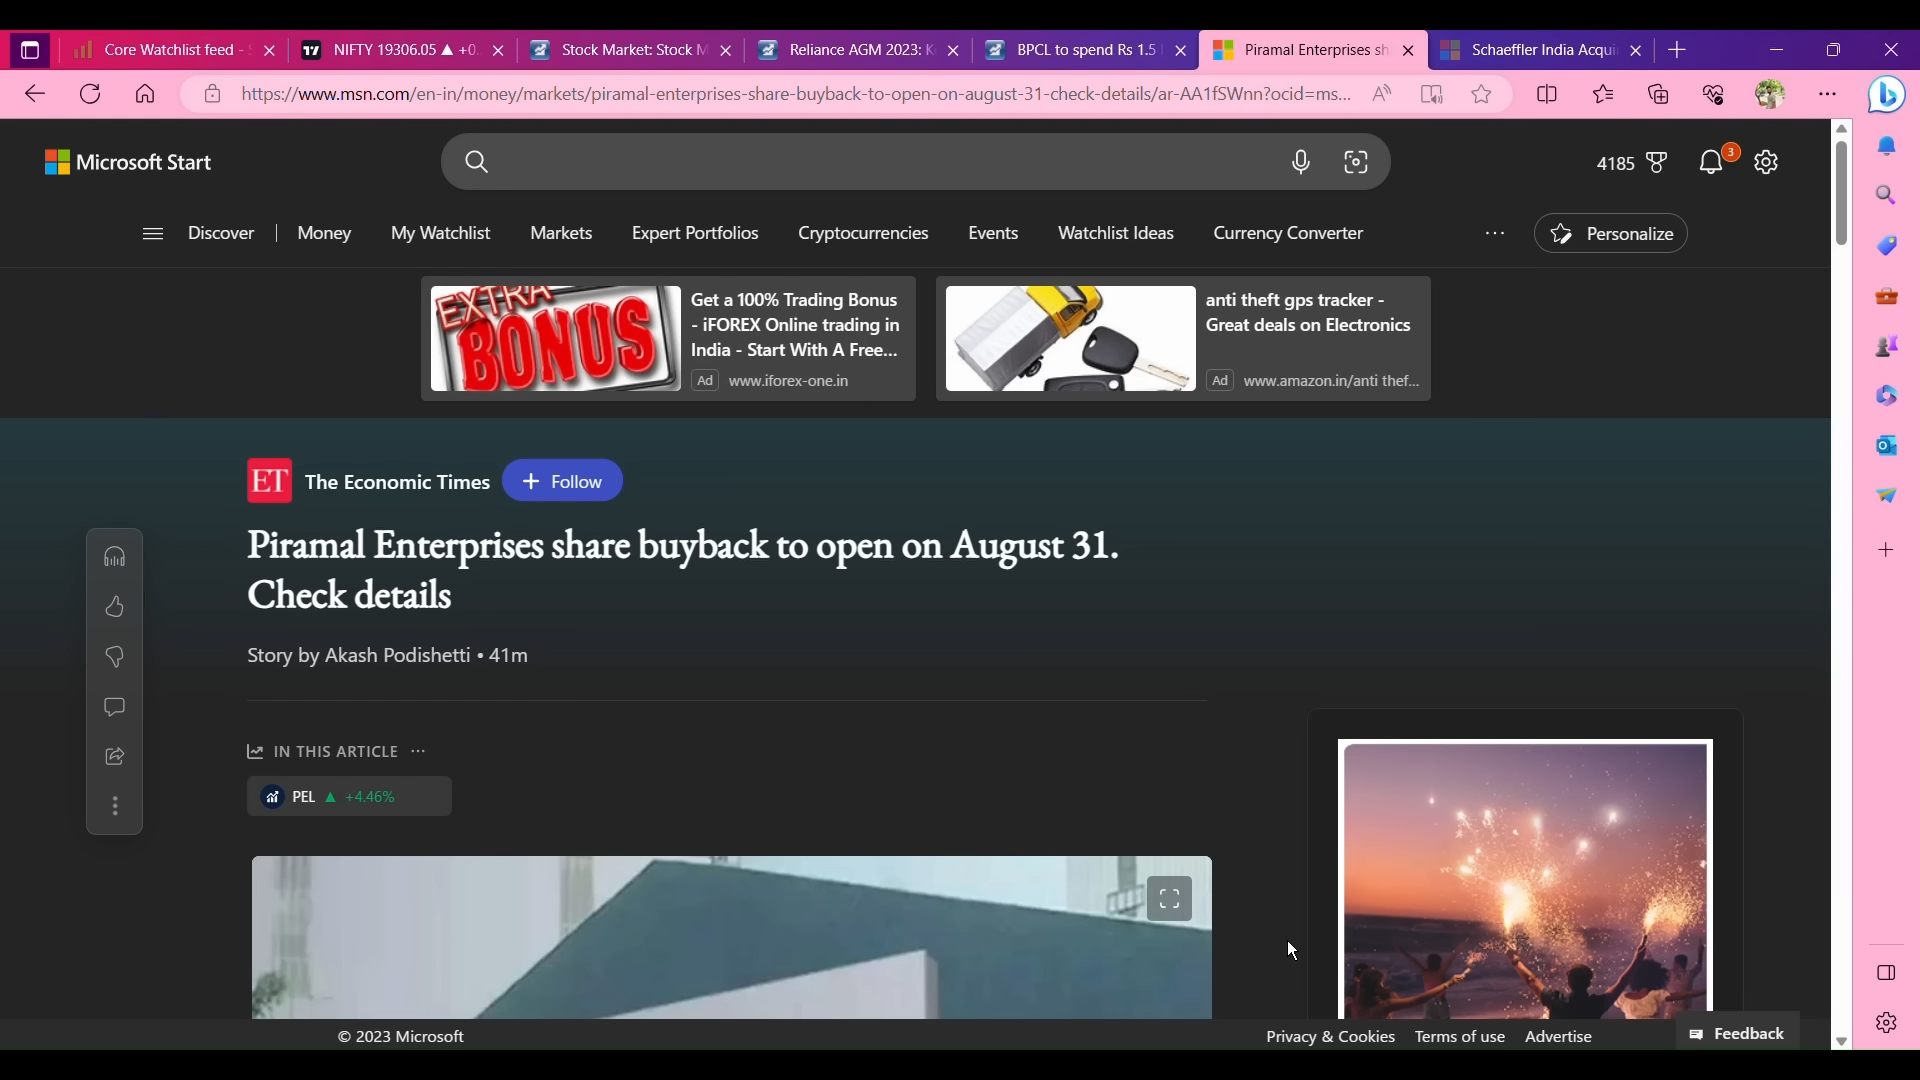 Core Watchlist feed -
NIFTY 19306.05 ▲ +0.
Stock Market: Stock M
Reliance AGM 2023:
BPCL to spend Rs 1.5
Piramal Enterprises sh
Schaeffler India Acqui
https://www.msn.com/en-in/money/markets/piramal-enterprises-share-buyback-to-open-on-august-31-check-details/ar-AA1fSWnn?ocid=ms...
Microsoft Start
4185
3
Discover
Money
My Watchlist
Markets
Expert Portfolios
Cryptocurrencies
Events
Watchlist Ideas
Currency Converter
...
Personalize
EXTRA
BONUS
Get a 100% Trading Bonus
- iFOREX Online trading in
India - Start With A Free...
Ad www.iforex-one.in
anti theft gps tracker -
Great deals on Electronics
Ad www.amazon.in/anti thef...
ET The Economic Times + Follow
Piramal Enterprises share buyback to open on August 31.
Check details
Story by Akash Podishetti • 41m
IN THIS ARTICLE ...
PEL ▲ +4.46%
© 2023 Microsoft
Privacy & Cookies
Terms of use
Advertise
Feedback